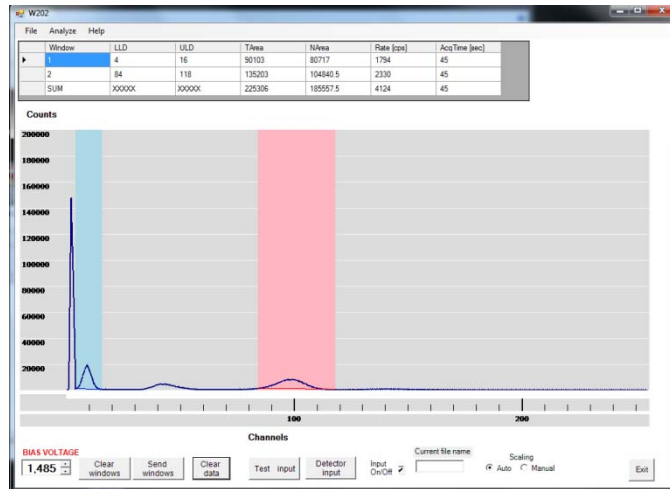 W202
File Analyze Help
Window LLD ULD TArea NArea Rate [cps] AcqTime [sec]
1 4 16 90103 80717 1794 45
2 84 118 135203 104840.5 2330 45
SUM XXXXX XXXXX 225306 185557.5 4124 45
Counts
200000
180000
160000
140000
120000
100000
80000
60000
40000
20000
100 200
Channels
BIAS VOLTAGE
1,485
Clear windows
Send windows
Clear data
Test input
Detector input
Input On/Off
Current file name
Scaling
Auto Manual
Exit